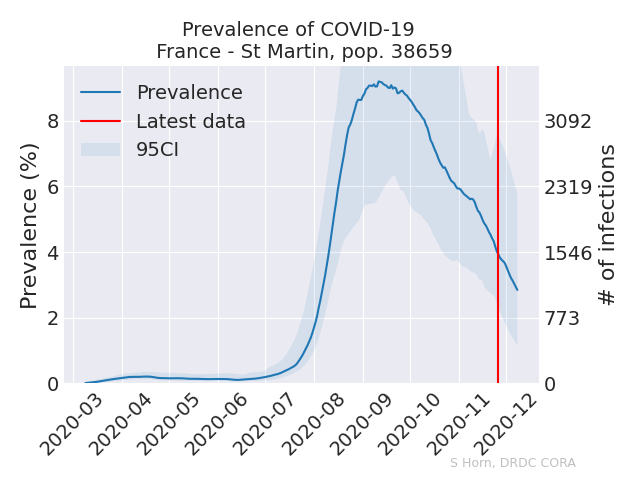 Prevalence of COVID-19
France - St Martin, pop. 38659
Prevalence
Latest data
95CI
Prevalence (%)
8
6
4
2
0
3092
2319
1546
773
0
# of infections
2020-03
2020-04
2020-05
2020-06
2020-07
2020-08
2020-09
2020-10
2020-11
2020-12
S Horn, DRDC CORA